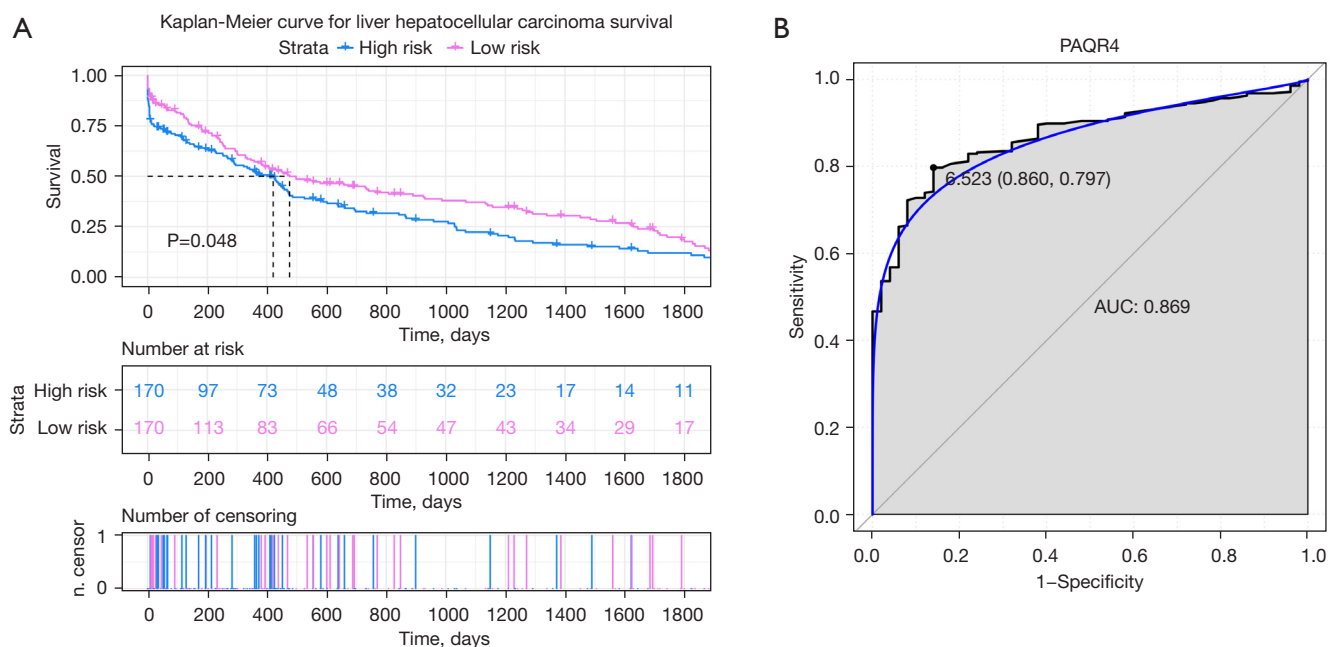 A
Kaplan-Meier curve for liver hepatocellular carcinoma survival
Strata High risk Low risk
1.00
0.75
0.50
0.25
0.00
Survival
P=0.048
0 200 400 600 800 1000 1200 1400 1600 1800
Time, days
Number at risk
Strata
High risk 170 97 73 48 38 32 23 17 14 11
Low risk 170 113 83 66 54 47 43 34 29 17
0 200 400 600 800 1000 1200 1400 1600 1800
Time, days
Number of censoring
n. censor
1
0
0 200 400 600 800 1000 1200 1400 1600 1800
Time, days
B
PAQR4
1.0
0.8
0.6
0.4
0.2
0.0
Sensitivity
6.523 (0.860, 0.797)
AUC: 0.869
0.0 0.2 0.4 0.6 0.8 1.0
1−Specificity